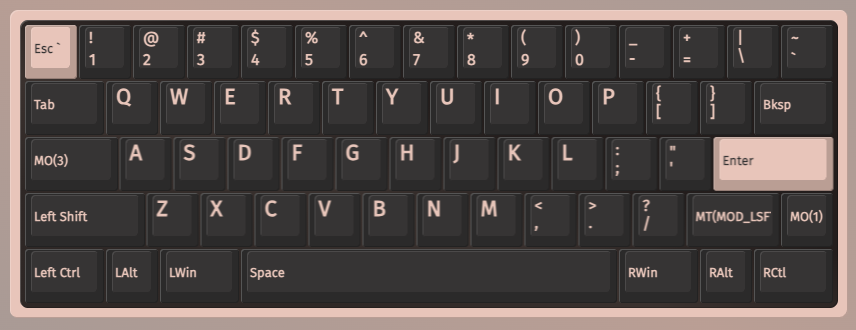 Esc ` ! 1 @ 2 # 3 $ 4 % 5 ^ 6 & 7 * 8 ( 9 ) 0 _ - + = | \ ~ `
Tab Q W E R T Y U I O P { [ } ] Bksp
MO(3) A S D F G H J K L : ; " ' Enter
Left Shift Z X C V B N M < , > . ? / MT(MOD_LSF MO(1)
Left Ctrl LAlt LWin Space RWin RAlt RCtl